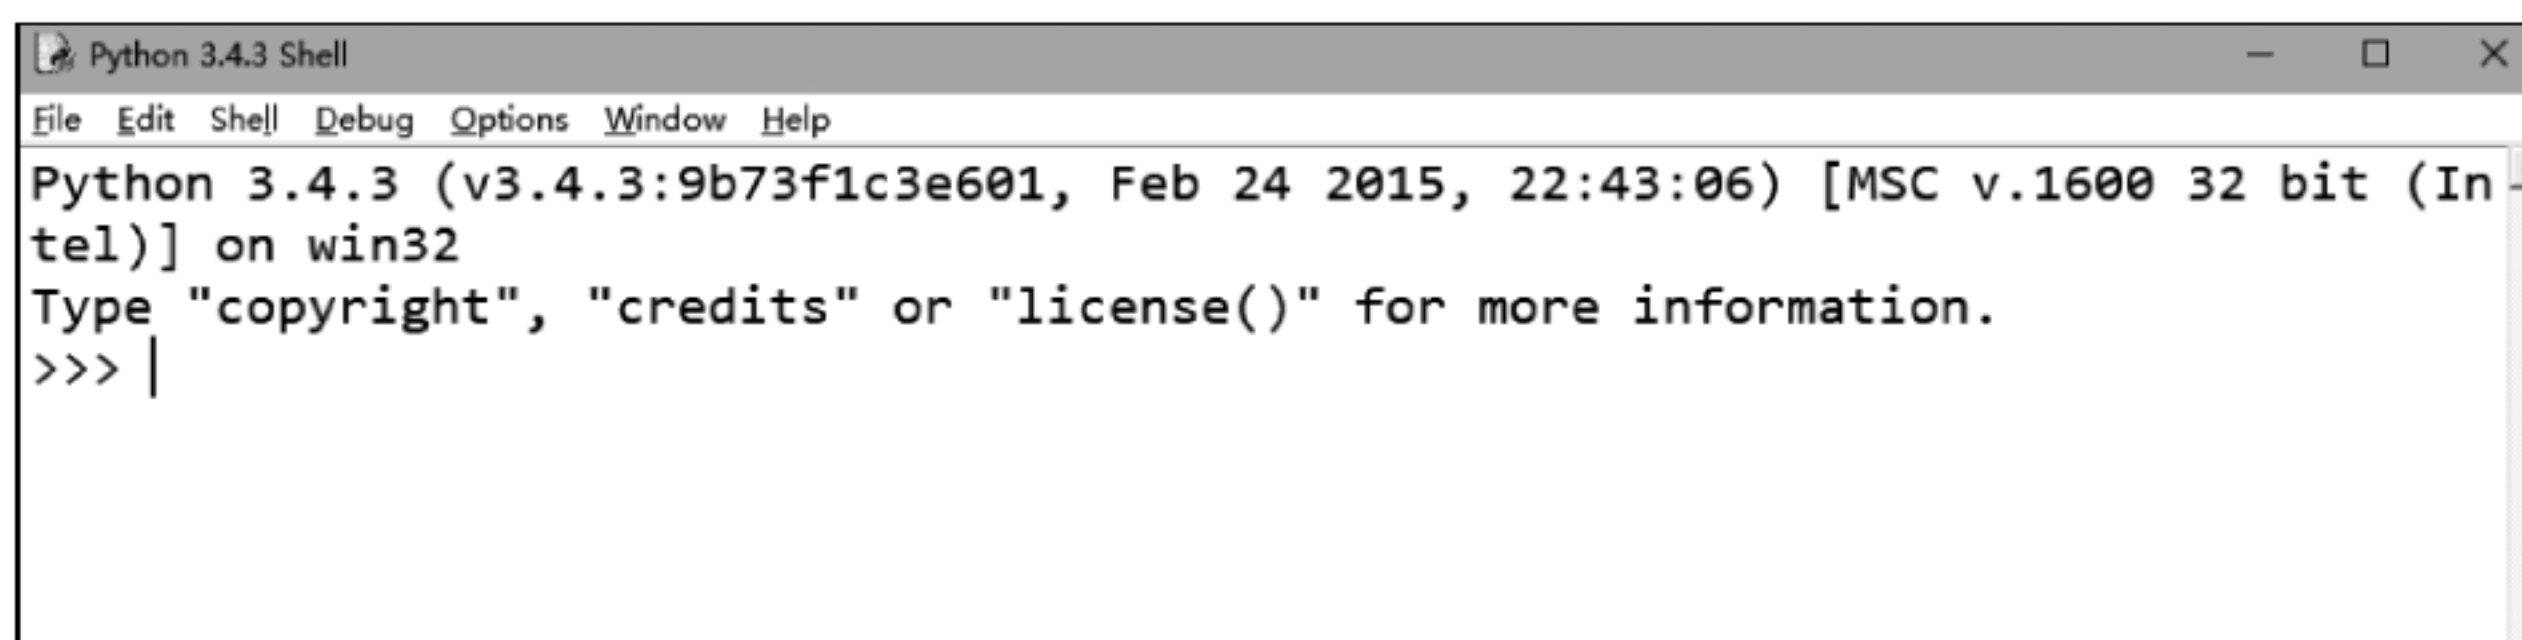 Python 3.4.3 Shell
File Edit Shell Debug Options Window Help
Python 3.4.3 (v3.4.3:9b73f1c3e601, Feb 24 2015, 22:43:06) [MSC v.1600 32 bit (In
tel)] on win32
Type "copyright", "credits" or "license()" for more information.
>>>